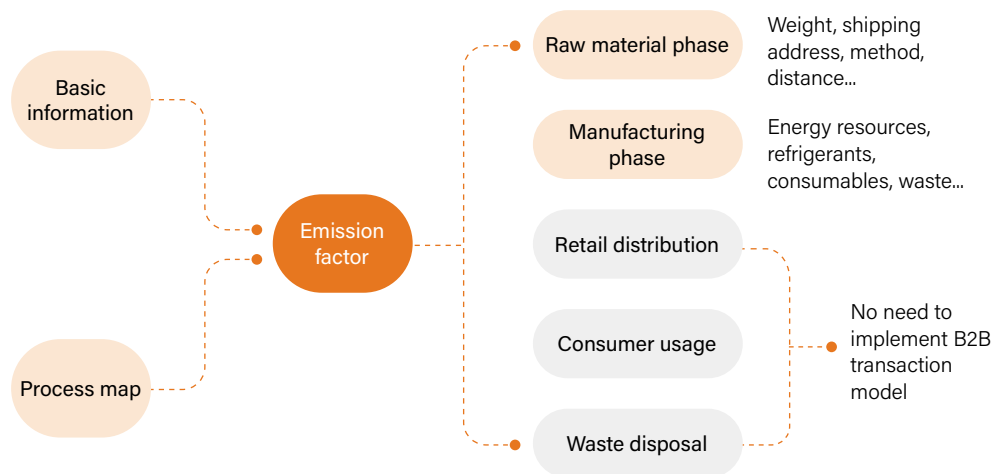 Basic
information
Process map
Emission
factor
Raw material phase
Weight, shipping
address, method,
distance...
Manufacturing
phase
Energy resources,
refrigerants,
consumables, waste...
Retail distribution
Consumer usage
Waste disposal
No need to
implement B2B
transaction
model